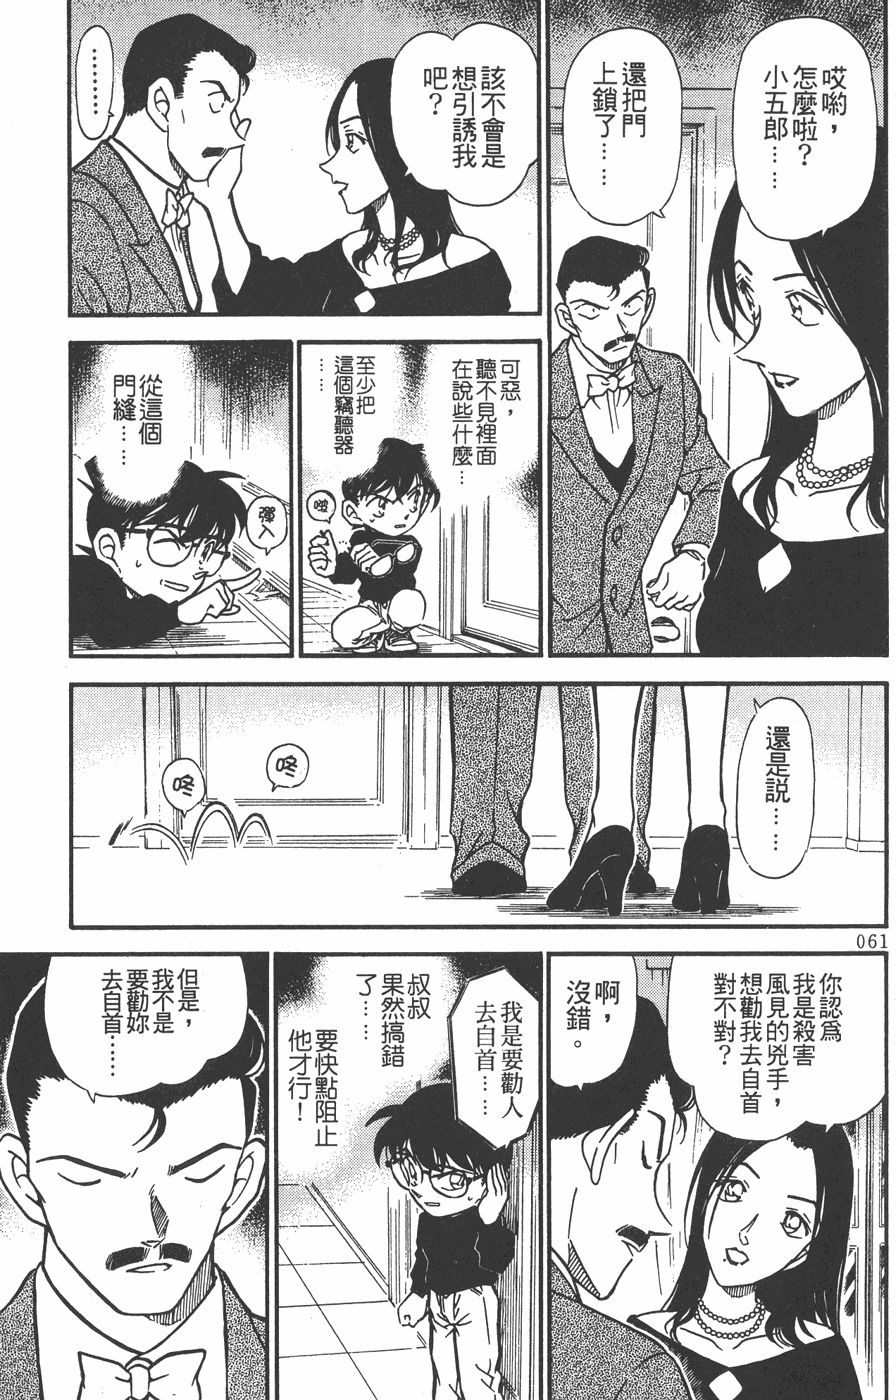 哎喲，
怎麼啦？
小五郎……
還把門
上鎖了……
該不會是
想引誘我
吧？
………
可惡，
聽不見裡面
在說些什麼…
至少把
這個竊聽器
……
噔
從這個
門縫……
彈入
還是說……
咚
咚
061
你認為
我是殺害
風見的兇手，
想勸我去自首
對不對？
啊，
沒錯。
我是要勸人
去自首……
叔叔
果然搞錯
了……
要快點阻止
他才行！
但是，
我不是
要勸妳
去自首……